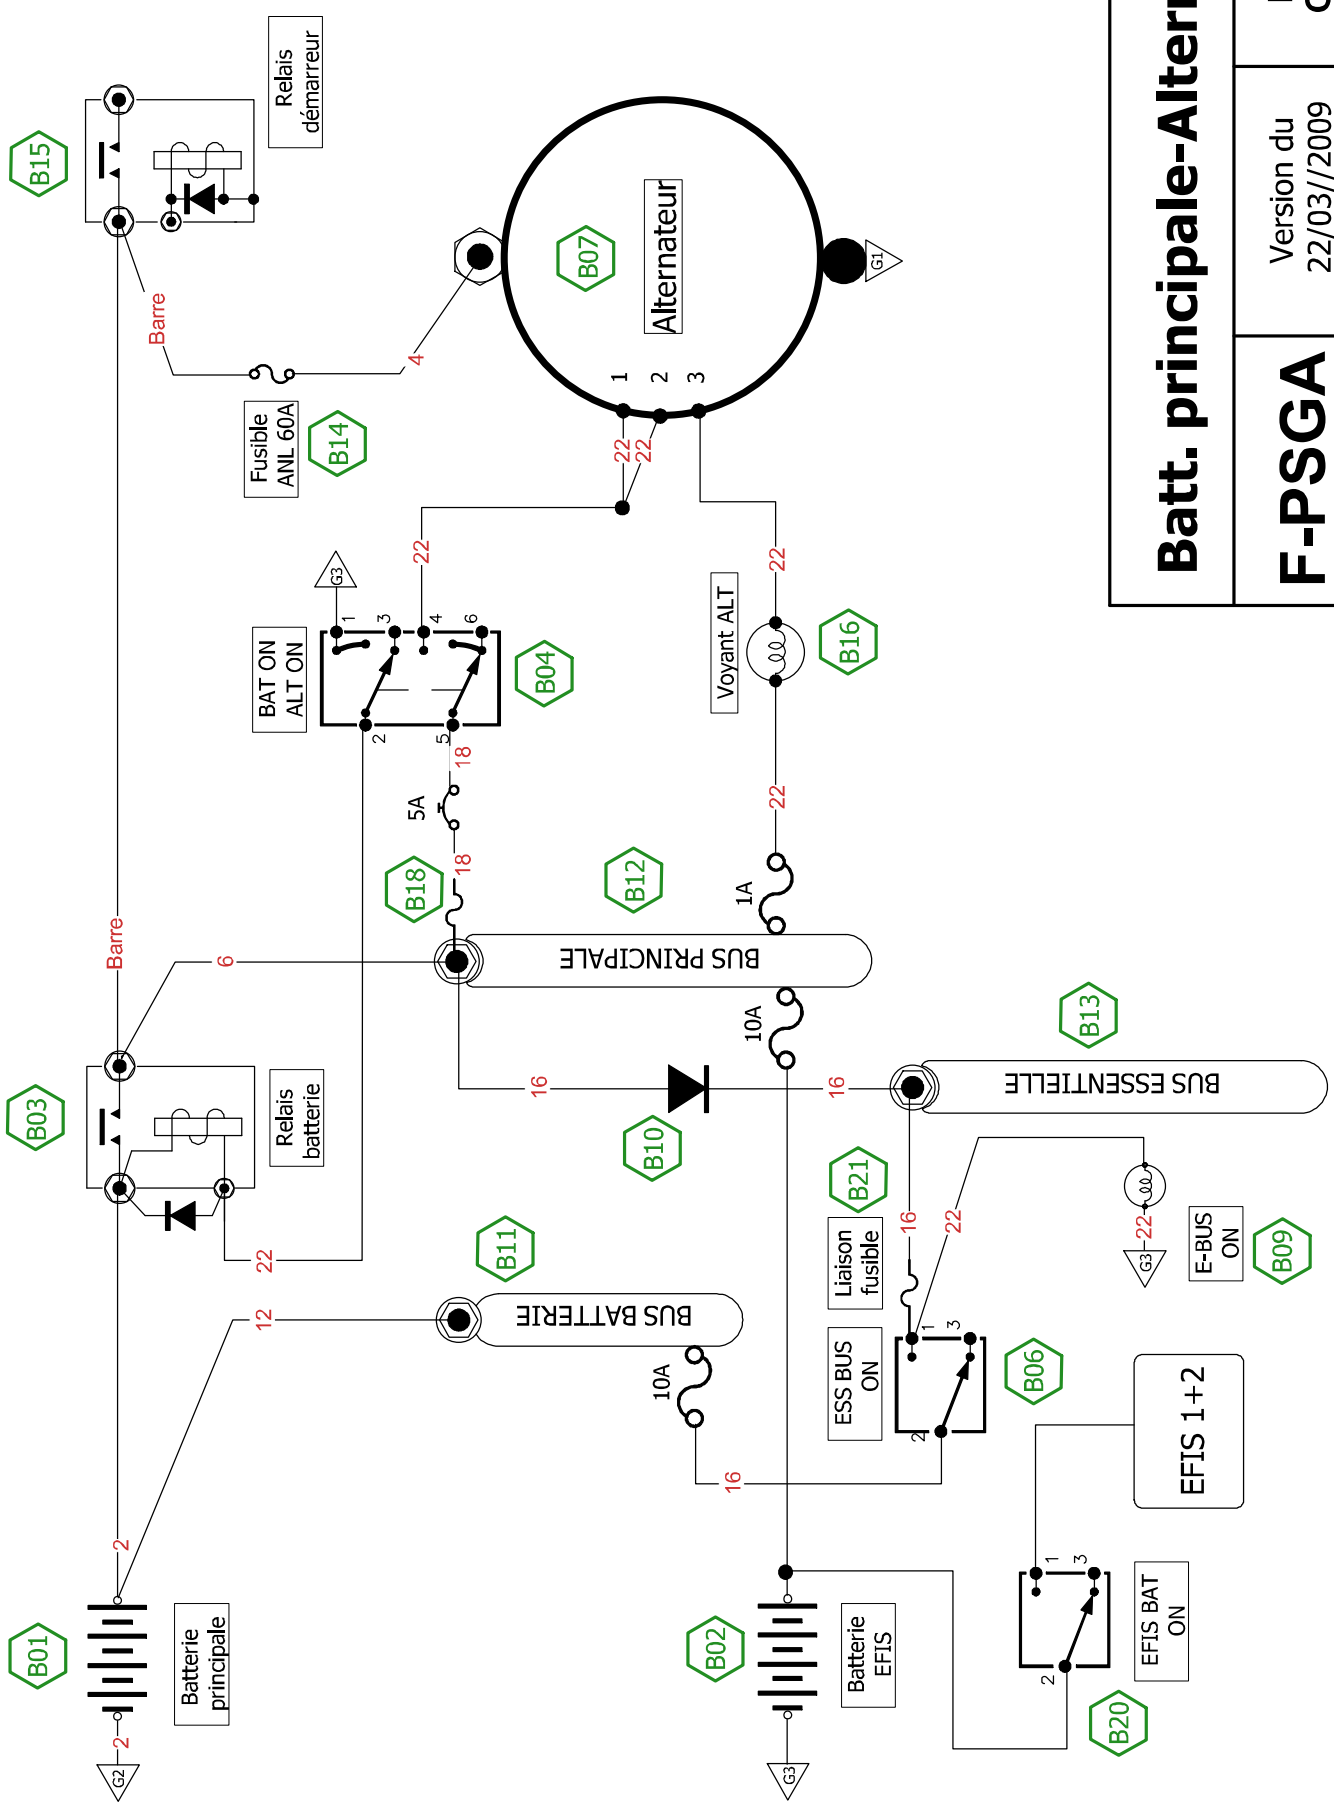 B15
Relais
démarreur
Barre
Fusible
ANL 60A
B14
4
B07
Alternateur
G1
1
2
3
22
22
22
G3
BAT ON
ALT ON
1
3
4
6
2
5
B04
Voyant ALT
22
B16
22
18
5A
18
B18
B12
1A
BUS PRINCIPALE
10A
Barre
6
B03
Relais
batterie
22
12
B11
BUS BATTERIE
10A
16
B10
16
B13
BUS ESSENTIELLE
B21
Liaison
fusible
16
22
22
G3
E-BUS
ON
B09
ESS BUS
ON
1
3
2
B06
16
EFIS 1+2
2
B01
Batterie
principale
2
G2
B02
Batterie
EFIS
G3
1
3
2
EFIS BAT
ON
B20
Batt. principale-Altern
F-PSGA
Version du
22/03//2009